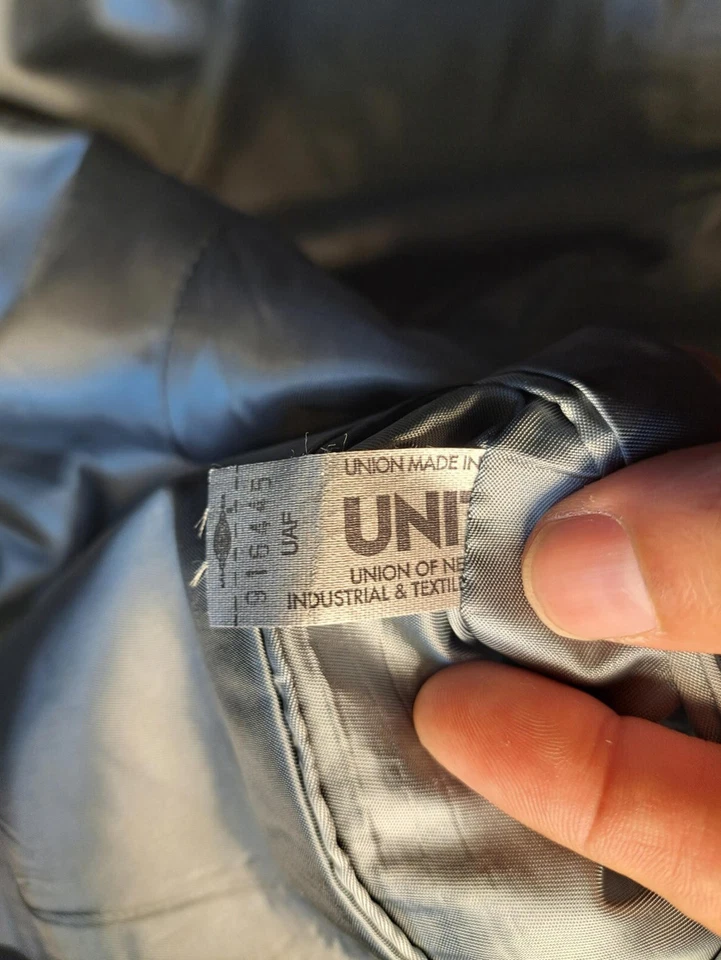 UNION MADE IN
UNI
UNION OF NE
INDUSTRIAL & TEXTIL
UAF
916445